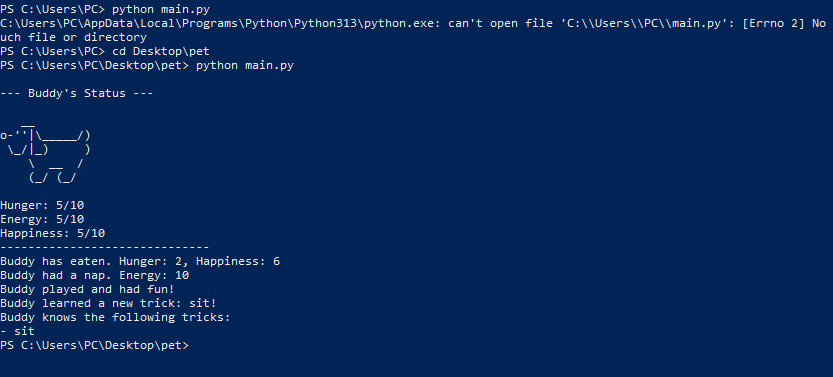 PS C:\Users\PC> python main.py
C:\Users\PC\AppData\Local\Programs\Python\Python313\python.exe: can't open file 'C:\\Users\\PC\\main.py': [Errno 2] No
uch file or directory
PS C:\Users\PC> cd Desktop\pet
PS C:\Users\PC\Desktop\pet> python main.py

--- Buddy's Status ---

   __
o-''|\_____/)
 \_/|_)     )
    \  __  /
    (_/ (_/

Hunger: 5/10
Energy: 5/10
Happiness: 5/10
------------------------------
Buddy has eaten. Hunger: 2, Happiness: 6
Buddy had a nap. Energy: 10
Buddy played and had fun!
Buddy learned a new trick: sit!
Buddy knows the following tricks:
- sit
PS C:\Users\PC\Desktop\pet>